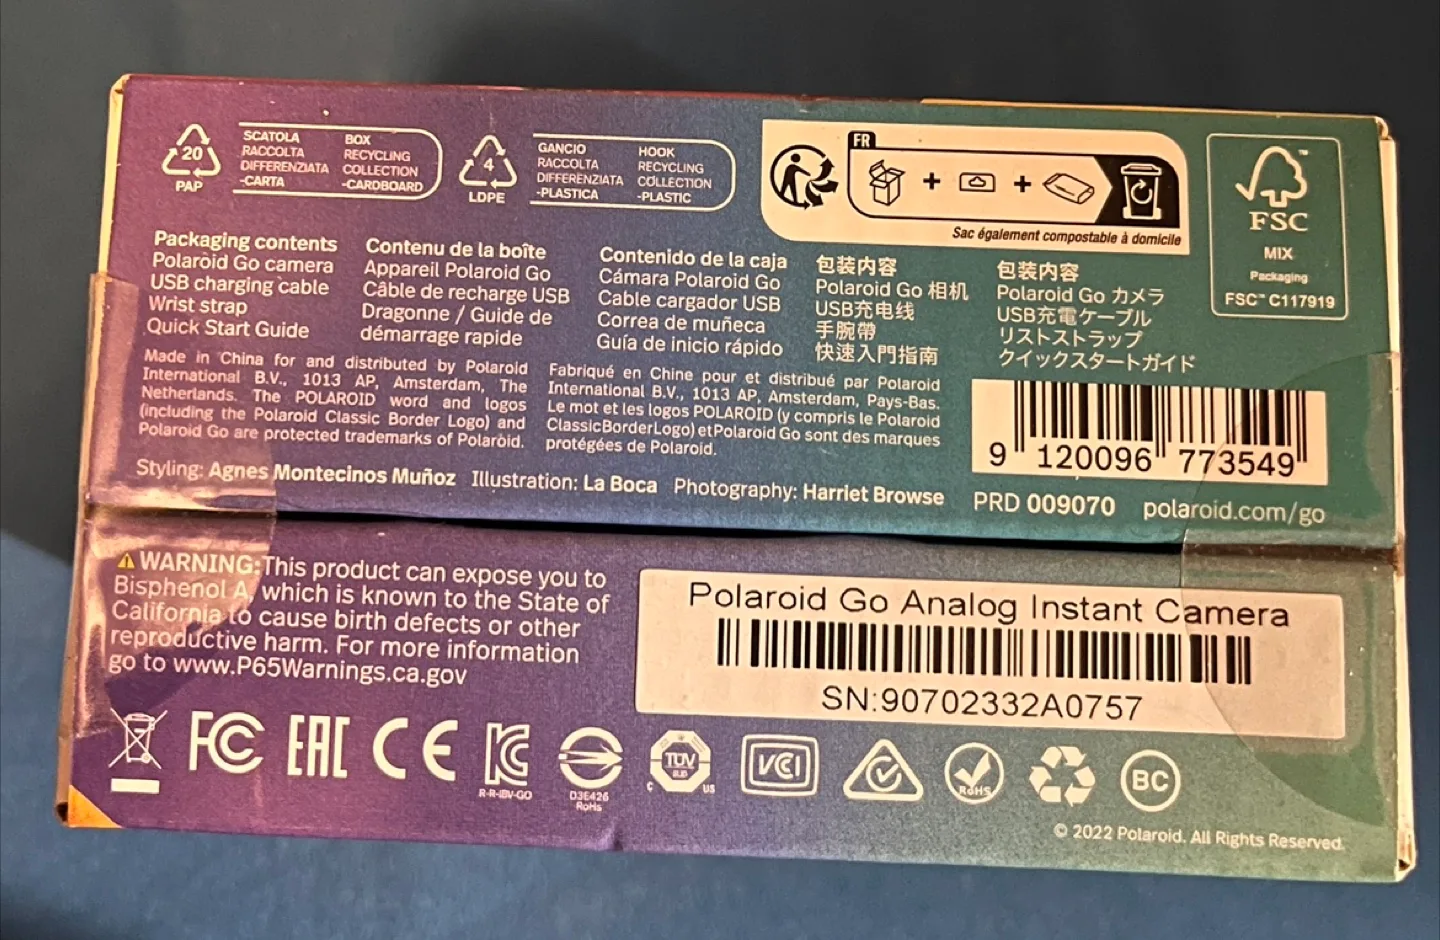 20
PAP
SCATOLA
RACCOLTA
DIFFERENZIATA
-CARTA
BOX
RECYCLING
COLLECTION
-CARDBOARD
4
LDPE
GANCIO
RACCOLTA
DIFFERENZIATA
-PLASTICA
HOOK
RECYCLING
COLLECTION
-PLASTIC
FR
+ +
Sac également compostable à domicile
FSC™
MIX
Packaging
FSC™ C117919
Packaging contents
Polaroid Go camera
USB charging cable
Wrist strap
Quick Start Guide
Contenu de la boîte
Appareil Polaroid Go
Câble de recharge USB
Dragonne / Guide de
démarrage rapide
Contenido de la caja
Cámara Polaroid Go
Cable cargador USB
Correa de muñeca
Guía de inicio rápido
包装内容
Polaroid Go 相机
USB充电线
手腕帶
快速入門指南
包装内容
Polaroid Go カメラ
USB充電ケーブル
リストストラップ
クイックスタートガイド
Made in China for and distributed by Polaroid
International B.V., 1013 AP, Amsterdam, The
Netherlands. The POLAROID word and logos
(including the Polaroid Classic Border Logo) and
Polaroid Go are protected trademarks of Polaroid.
Fabriqué en Chine pour et distribué par Polaroid
International B.V., 1013 AP, Amsterdam, Pays-Bas.
Le mot et les logos POLAROID (y compris le Polaroid
ClassicBorderLogo) et Polaroid Go sont des marques
protégées de Polaroid.
9 120096 773549
Styling: Agnes Montecinos Muñoz Illustration: La Boca Photography: Harriet Browse
PRD 009070 polaroid.com/go
WARNING: This product can expose you to
Bisphenol A, which is known to the State of
California to cause birth defects or other
reproductive harm. For more information
go to www.P65Warnings.ca.gov
Polaroid Go Analog Instant Camera
SN:90702332A0757
FC EAC CE KC
R-R-IBV-GO
D3E426
RoHS
TÜV
C US
VCI
RoHS
BC
© 2022 Polaroid. All Rights Reserved.